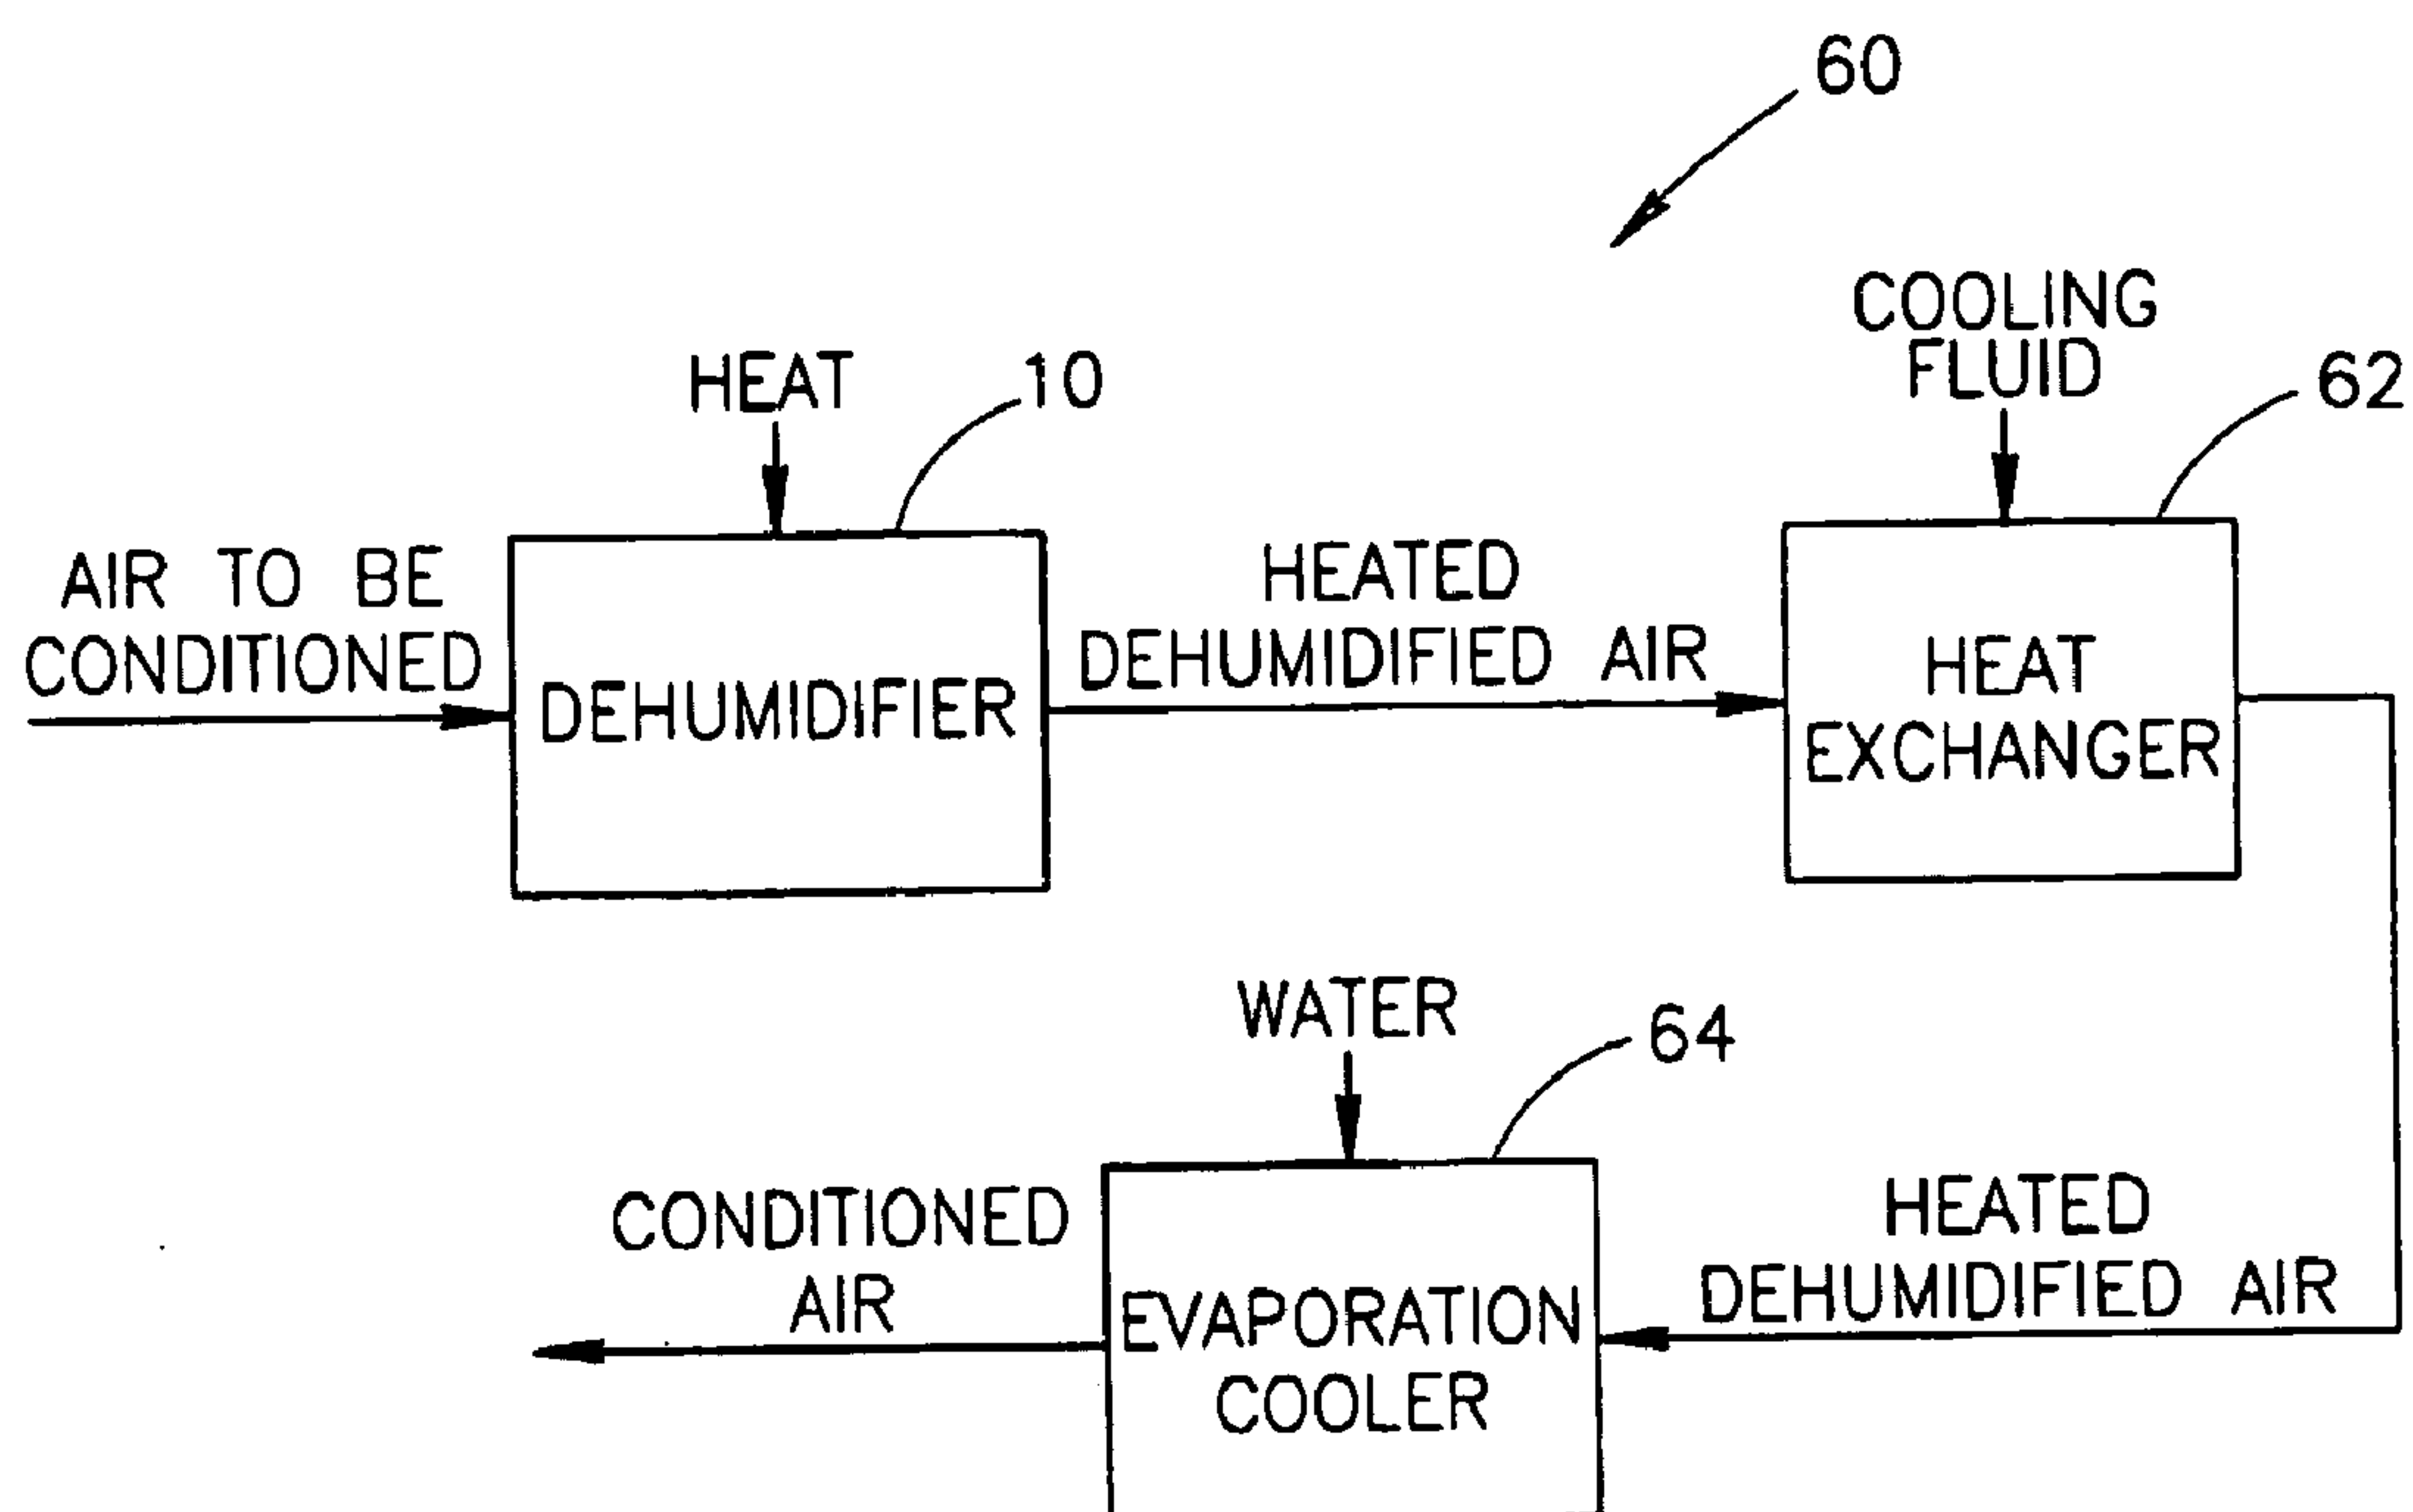 60
COOLING
FLUID
62
HEAT
10
AIR TO BE
CONDITIONED
DEHUMIDIFIER
HEATED
DEHUMIDIFIED AIR
HEAT
EXCHANGER
WATER
64
CONDITIONED
AIR
EVAPORATION
COOLER
HEATED
DEHUMIDIFIED AIR